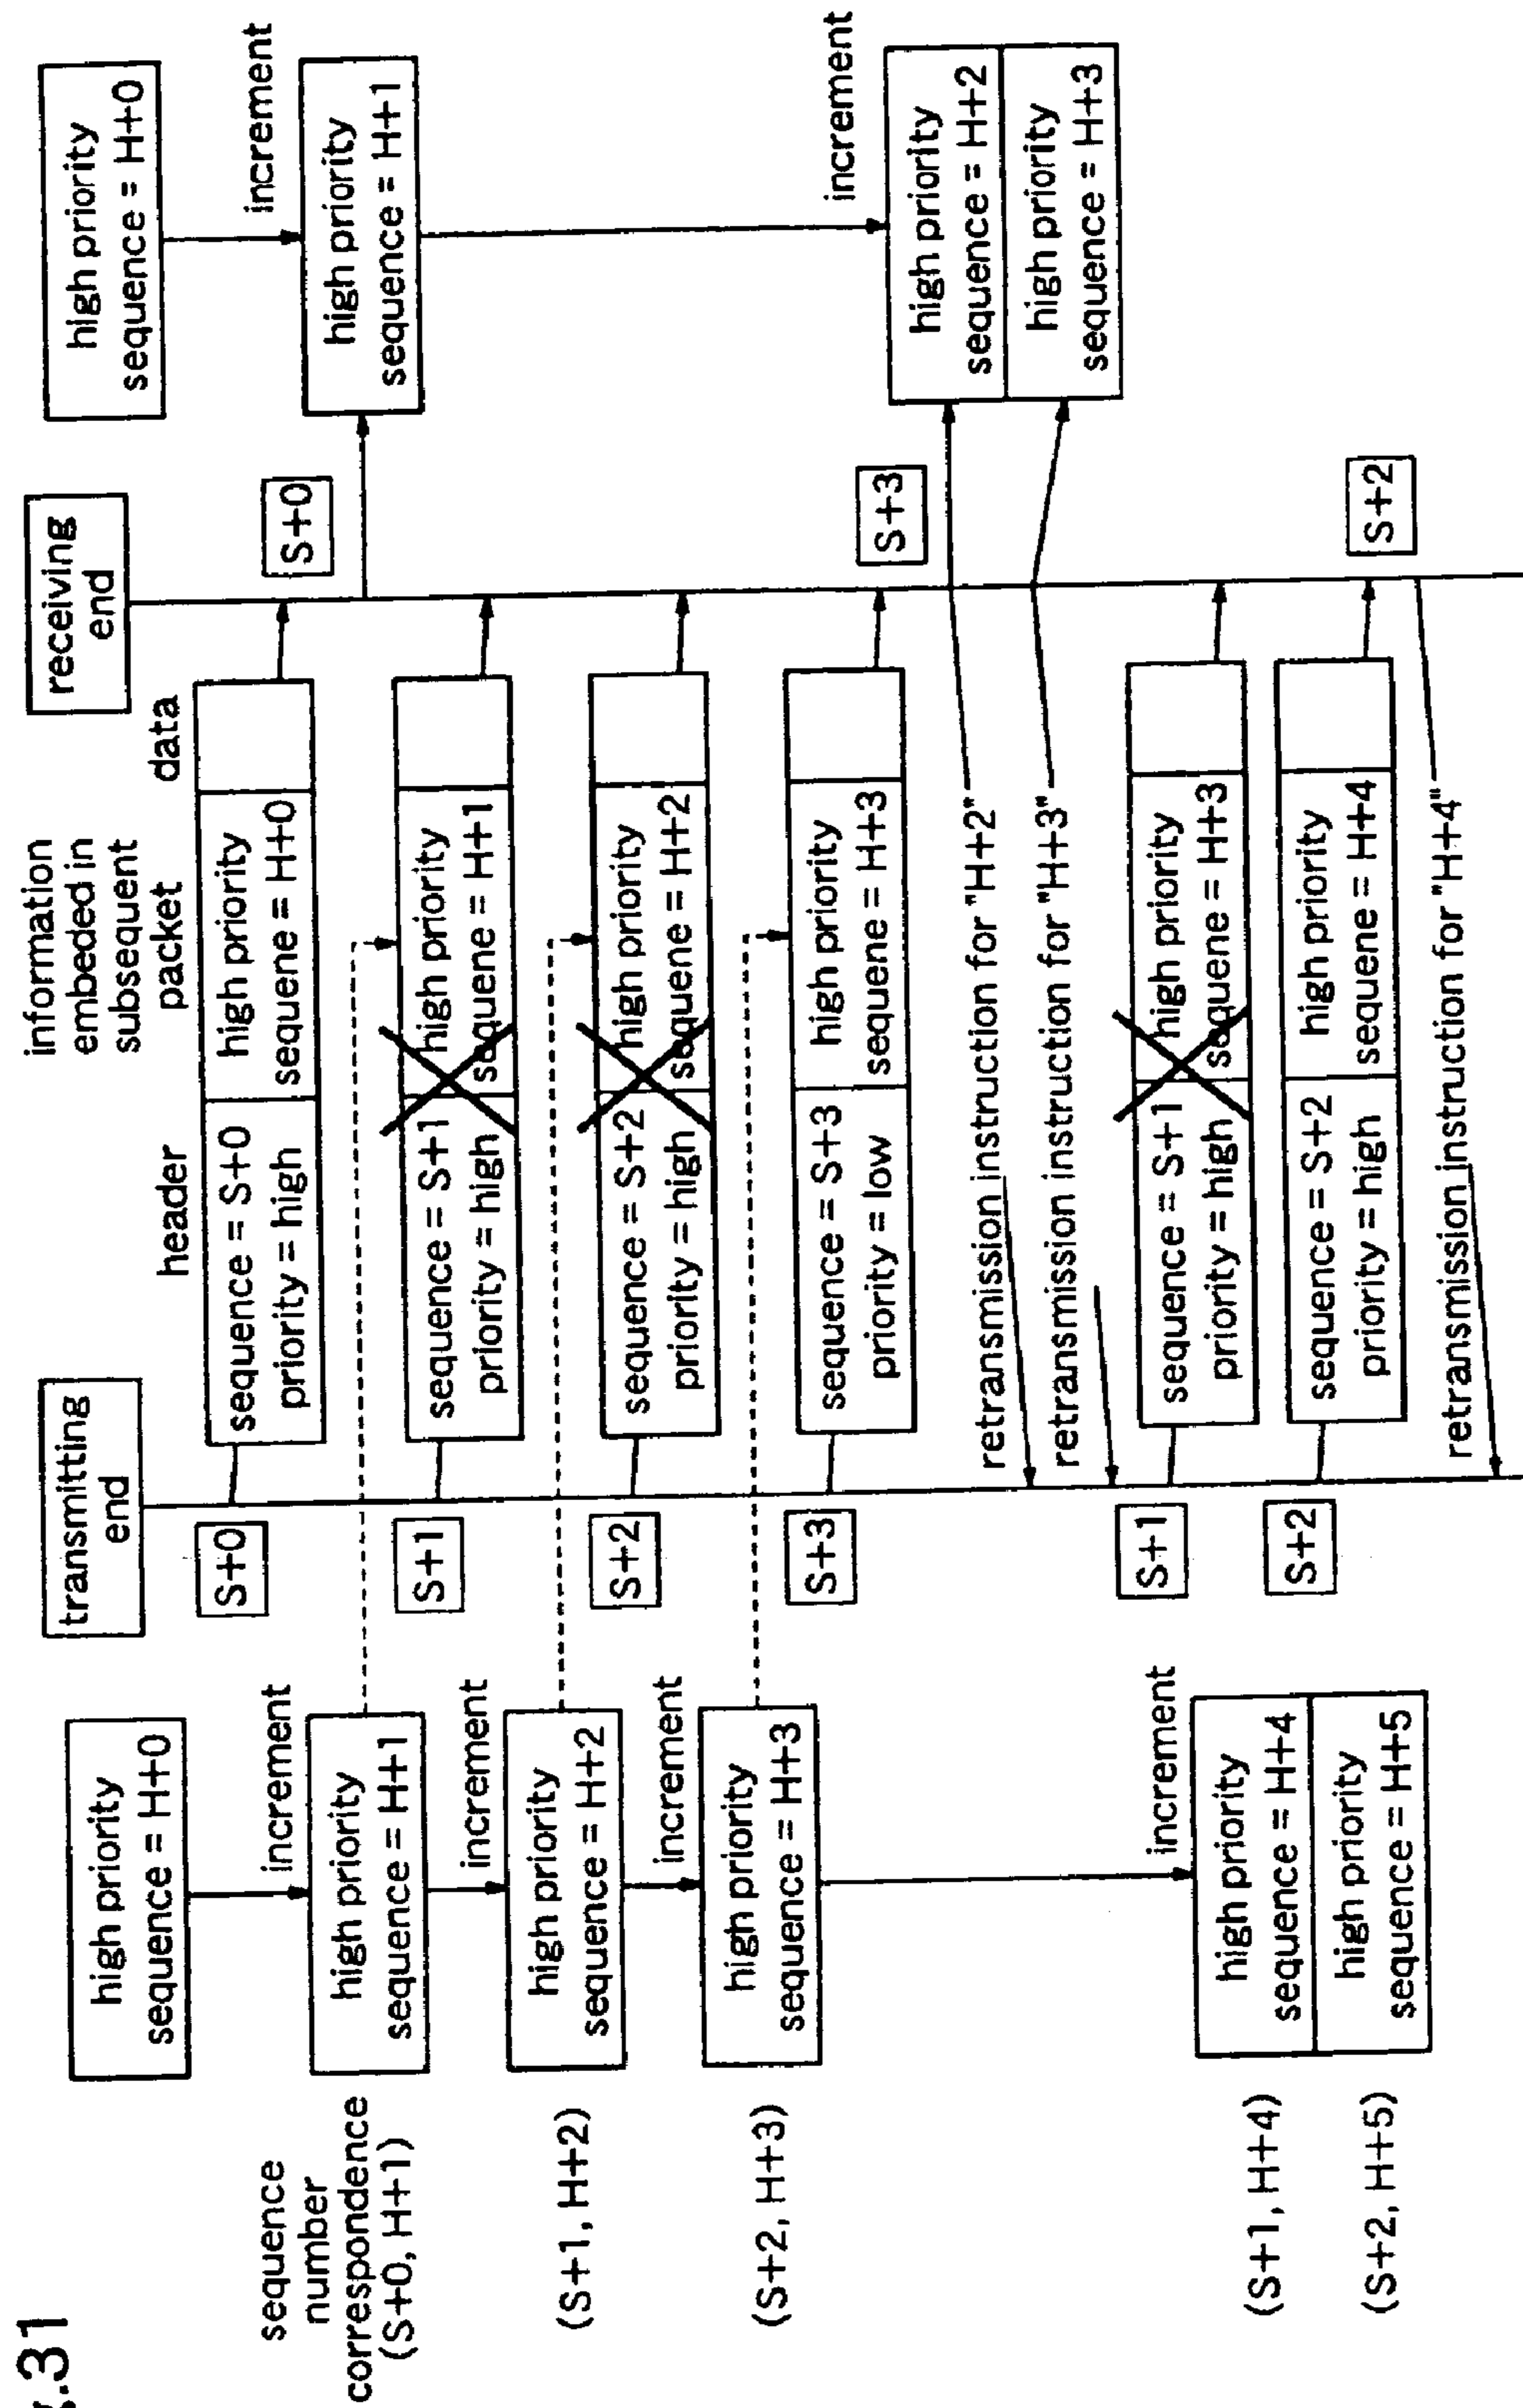 g.31
sequence
number
correspondence
(S+0, H+1)
(S+1, H+2)
(S+2, H+3)
(S+1, H+4)
(S+2, H+5)
high priority
sequence = H+0
increment
high priority
sequence = H+1
increment
high priority
sequence = H+2
increment
high priority
sequence = H+3
increment
high priority
sequence = H+4
high priority
sequence = H+5
transmitting
end
S+0
S+1
S+2
S+3
S+1
S+2
header
information
embeded in
subsequent
packet
data
sequence = S+0
priority = high
high priority
sequene = H+0
sequence = S+1
priority = high
high priority
sequene = H+1
sequence = S+2
priority = high
high priority
sequene = H+2
sequence = S+3
priority = low
high priority
sequene = H+3
retransmission instruction for "H+2"
retransmission instruction for "H+3"
sequence = S+1
priority = high
high priority
sequene = H+3
sequence = S+2
priority = high
high priority
sequene = H+4
retransmission instruction for "H+4"
receiving
end
S+0
S+3
S+2
high priority
sequence = H+0
increment
high priority
sequence = H+1
increment
high priority
sequence = H+2
high priority
sequence = H+3